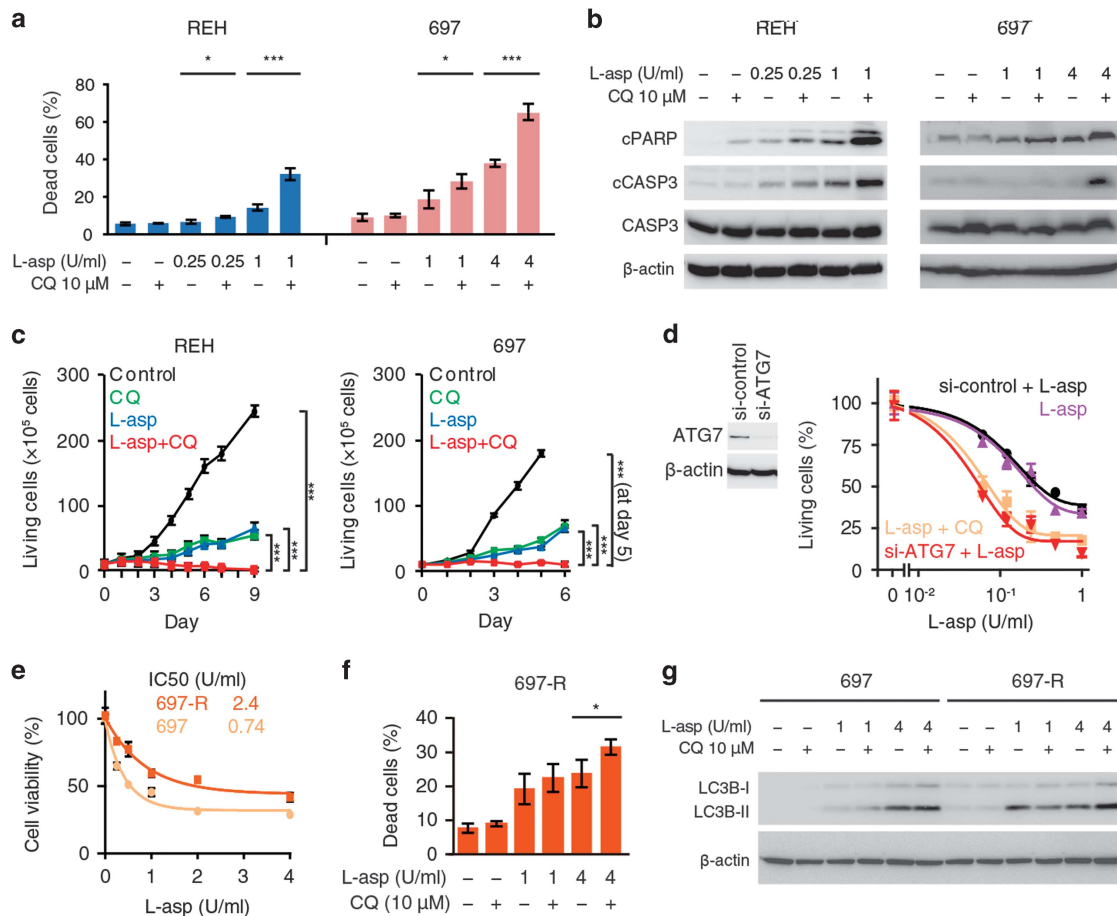 a
REH
697
* *** * ***
Dead cells (%)
80
60
40
20
0
L-asp (U/ml) – – 0.25 0.25 1 1 – – 1 1 4 4
CQ 10 µM – + – + – + – + – + – +
b
REH
697
L-asp (U/ml) – – 0.25 0.25 1 1 – – 1 1 4 4
CQ 10 µM – + – + – + – + – + – +
cPARP
cCASP3
CASP3
β-actin
c
REH
Living cells (×10⁵ cells)
300
200
100
0
Control
CQ
L-asp
L-asp+CQ
***
***
***
0 3 6 9
Day
697
Living cells (×10⁵ cells)
300
200
100
0
Control
CQ
L-asp
L-asp+CQ
***
***
*** (at day 5)
0 3 6
Day
d
si-control
si-ATG7
ATG7
β-actin
Living cells (%)
100
75
50
25
0
si-control + L-asp
L-asp
L-asp + CQ
si-ATG7 + L-asp
0 10⁻² 10⁻¹ 1
L-asp (U/ml)
e
IC50 (U/ml)
697-R 2.4
697 0.74
Cell viability (%)
100
50
0
0 1 2 3 4
L-asp (U/ml)
f
697-R
*
Dead cells (%)
40
30
20
10
0
L-asp (U/ml) – – 1 1 4 4
CQ (10 µM) – + – + – +
g
697
697-R
L-asp (U/ml) – – 1 1 4 4 – – 1 1 4 4
CQ 10 µM – + – + – + – + – + – +
LC3B-I
LC3B-II
β-actin